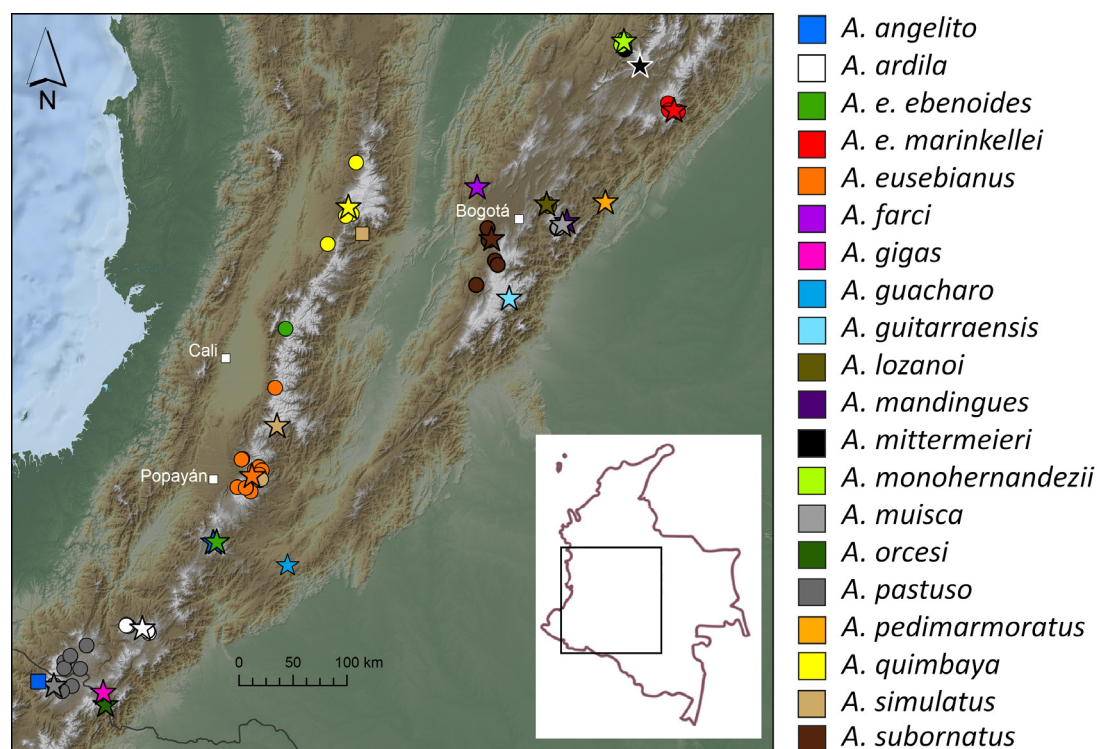 N
Bogotá
Cali
Popayán
0 50 100 km
A. angelito
A. ardila
A. e. ebenoides
A. e. marinkellei
A. eusebianus
A. farci
A. gigas
A. guacharo
A. guitarraensis
A. lozanoi
A. mandingues
A. mittermeieri
A. monohernandezii
A. muisca
A. orcesi
A. pastuso
A. pedimarmoratus
A. quimbaya
A. simulatus
A. subornatus